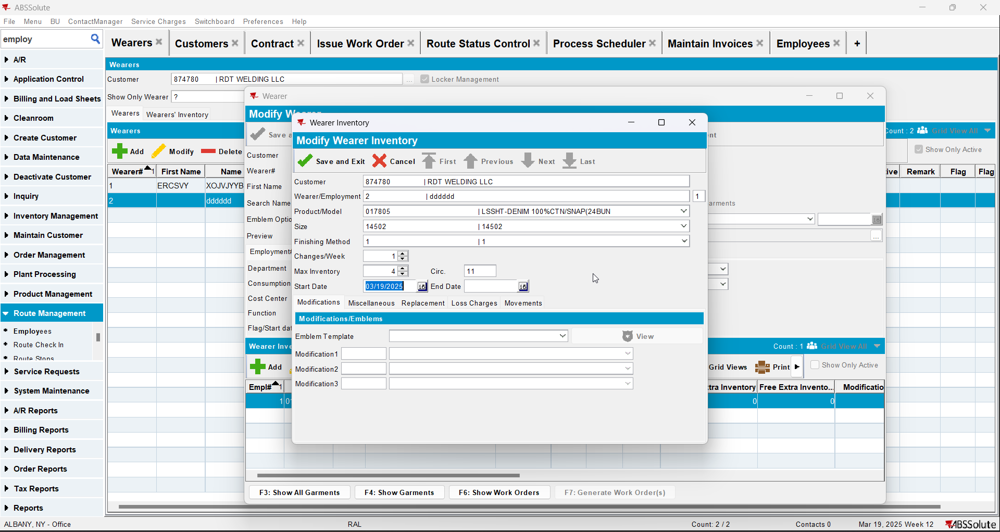 ABSSolute
File Menu BU ContactManager Service Charges Switchboard Preferences Help
employ
Wearers Customers Contract Issue Work Order Route Status Control Process Scheduler Maintain Invoices Employees +
A/R
Application Control
Billing and Load Sheets
Cleanroom
Create Customer
Data Maintenance
Deactivate Customer
Inquiry
Inventory Management
Maintain Customer
Order Management
Plant Processing
Product Management
Route Management
Employees
Route Check In
Route Stops
Service Requests
System Maintenance
A/R Reports
Billing Reports
Delivery Reports
Order Reports
Tax Reports
Reports
Wearers
Customer 874780 | RDT WELDING LLC ... Locker Management
Show Only Wearer ?
Wearers Wearers' Inventory
Wearers
Count : 2 Grid View All
Add Modify Delete
Show Only Active
Wearer# 1 First Name Name
ive Remark Flag Flag
1 ERCSVY XOJVJYYB
2 dddddd
Wearer
Modify Wearer
Save a
nt
Customer
Wearer#
First Name
Search Name
arments
Emblem Optio
16
Preview
...
Employment#
Department
Consumption
Cost Center
Function
Flag/Start dat
Wearer Inve
Count : 1 Grid View All
Add
Grid Views Print Show Only Active
Empl# 1
tra Inventory Free Extra Invento... Modificatio
1 01
0 0
F3: Show All Garments F4: Show Garments F6: Show Work Orders F7: Generate Work Order(s)
Wearer Inventory
Modify Wearer Inventory
Save and Exit Cancel First Previous Next Last
Customer 874780 | RDT WELDING LLC
Wearer/Employment 2 | dddddd 1
Product/Model 017805 | LSSHT-DENIM 100%CTN/SNAP(24BUN
Size 14502 | 14502
Finishing Method 1 | 1
Changes/Week 1
Max Inventory 4 Circ. 11
Start Date 03/19/2025 16 End Date 16
Modifications Miscellaneous Replacement Loss Charges Movements
Modifications/Emblems
Emblem Template View
Modification1
Modification2
Modification3
ALBANY, NY - Office RAL Count: 2 / 2 Contacts 0 Mar 19, 2025 Week 12 ABSSolute